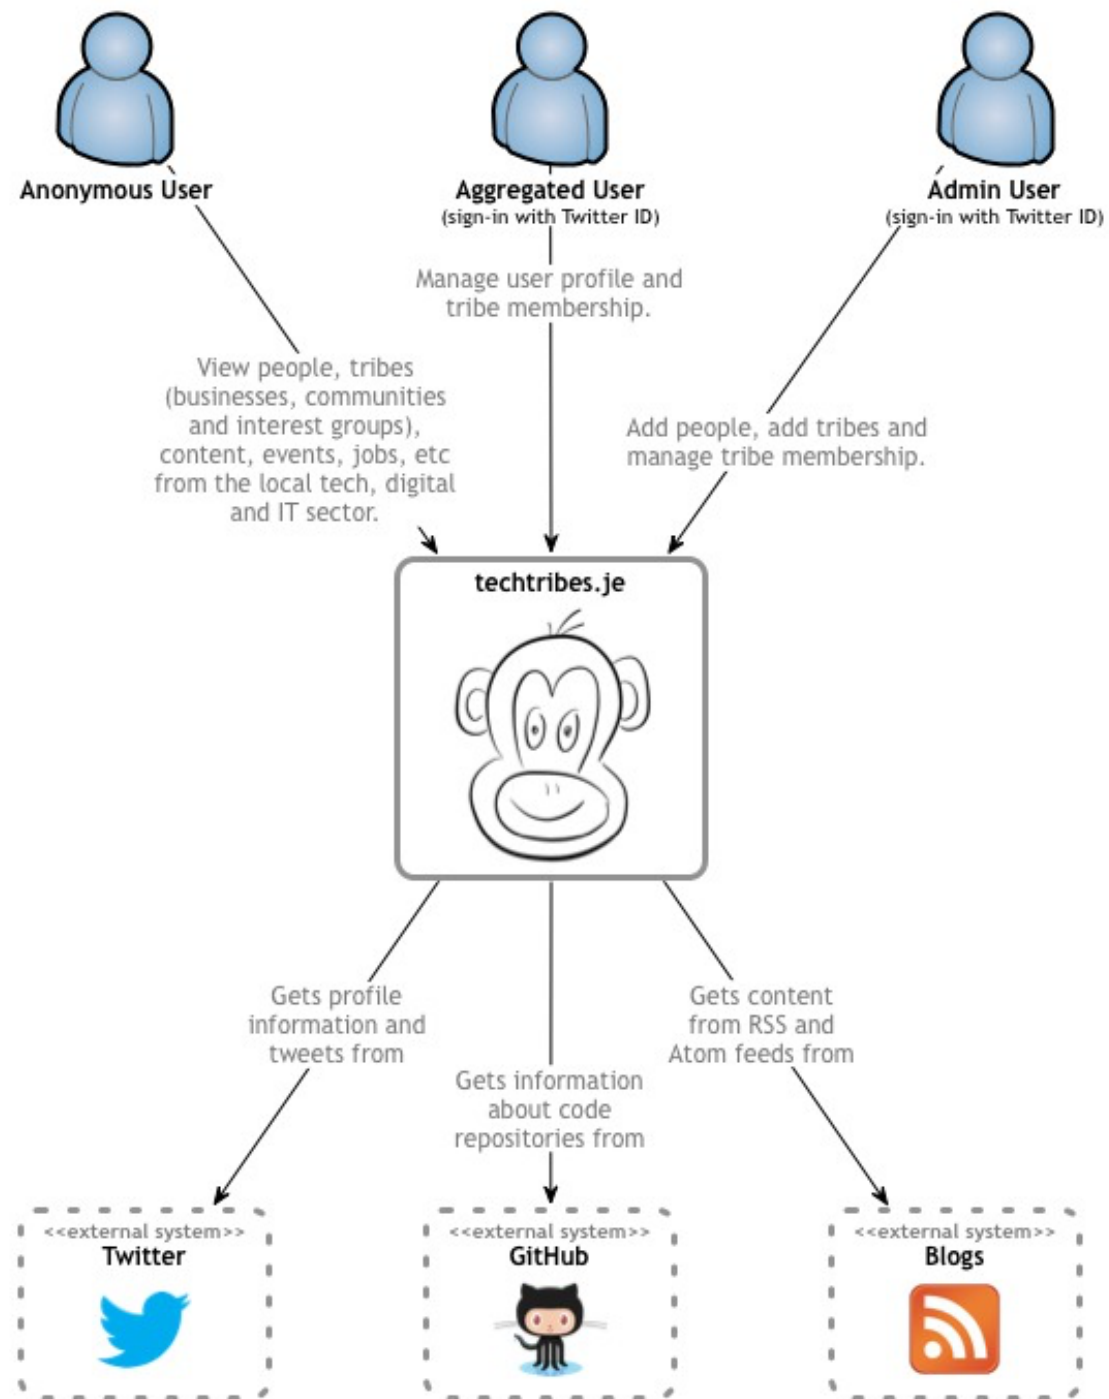 Anonymous User
Aggregated User
(sign-in with Twitter ID)
Admin User
(sign-in with Twitter ID)
Manage user profile and
tribe membership.
View people, tribes
(businesses, communities
and interest groups),
content, events, jobs, etc
from the local tech, digital
and IT sector.
Add people, add tribes and
manage tribe membership.
techtribes.je
Gets profile
information and
tweets from
Gets information
about code
repositories from
Gets content
from RSS and
Atom feeds from
<<external system>>
Twitter
<<external system>>
GitHub
<<external system>>
Blogs